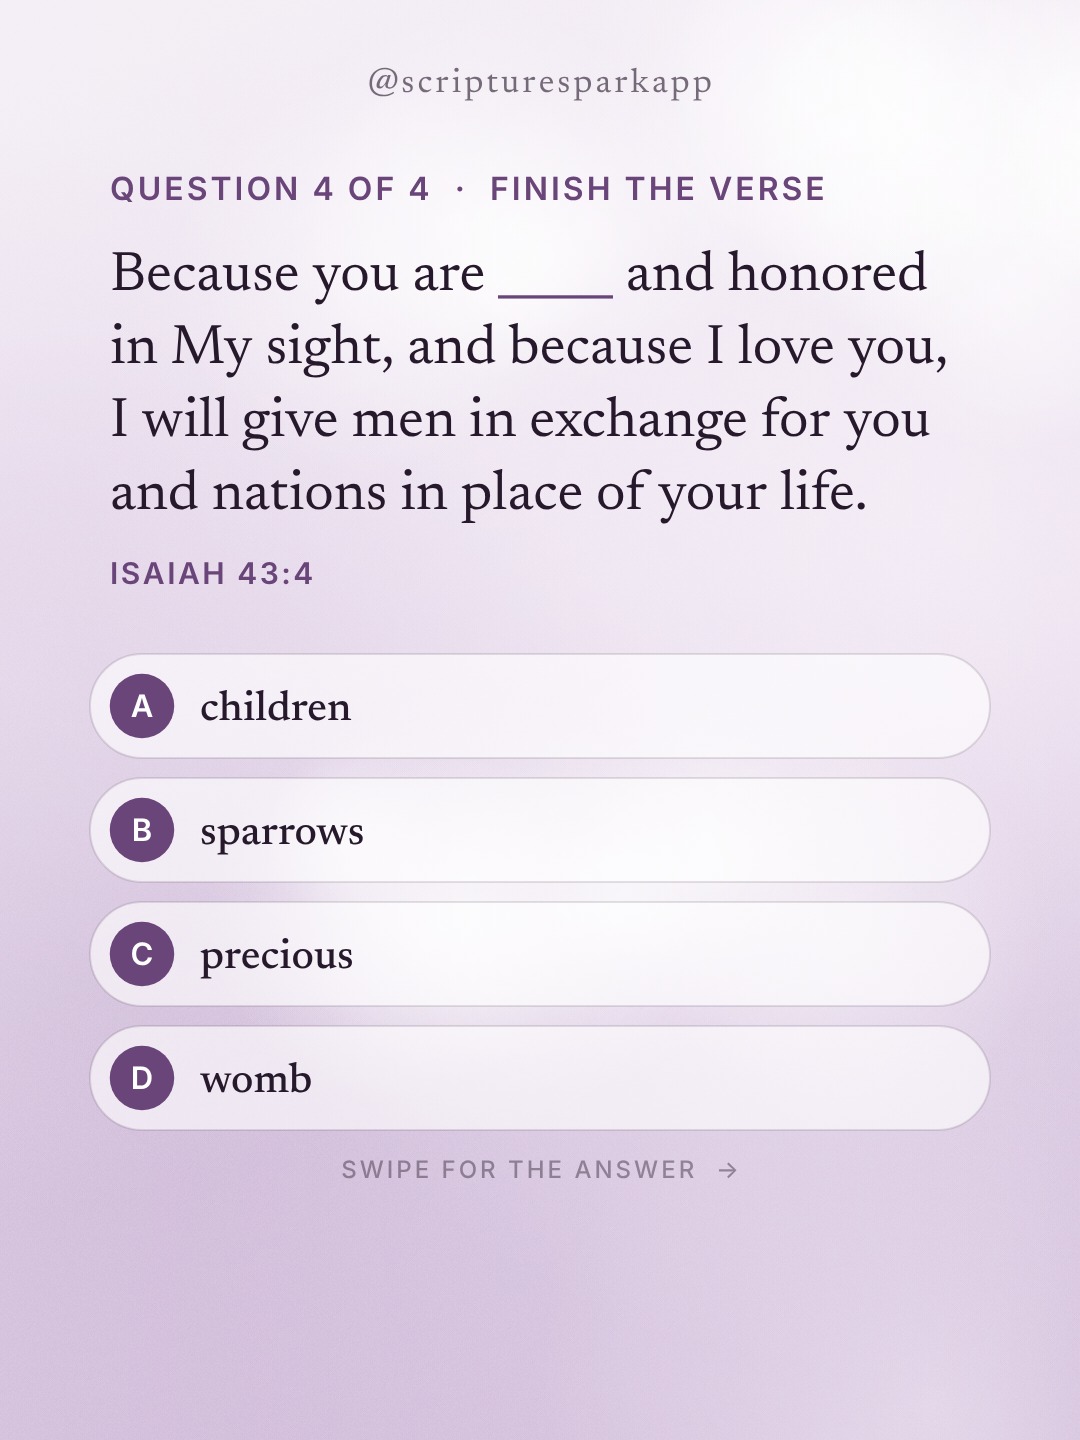 @scripturesparkapp
QUESTION 4 OF 4 · FINISH THE VERSE
Because you are _____ and honored
in My sight, and because I love you,
I will give men in exchange for you
and nations in place of your life.
ISAIAH 43:4
A children
B sparrows
C precious
D womb
SWIPE FOR THE ANSWER →